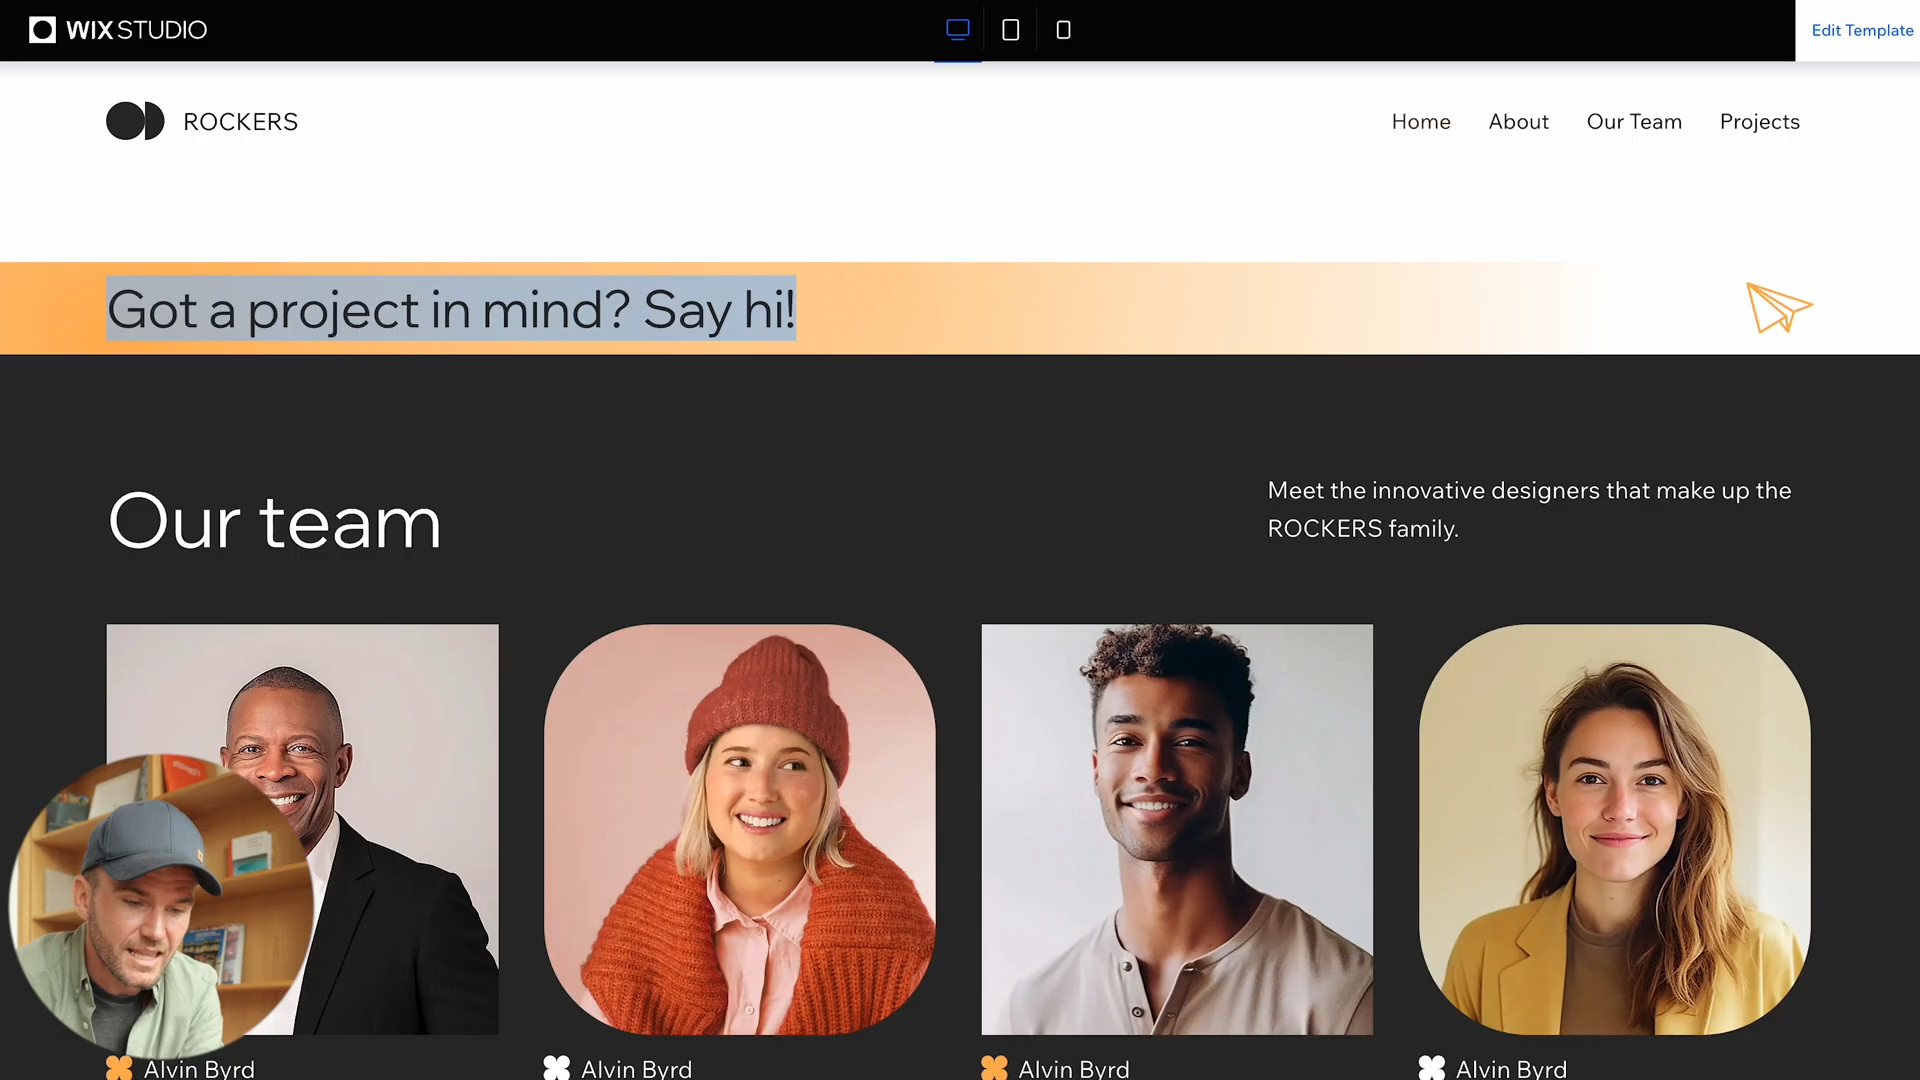 WIX STUDIO
Edit Template
ROCKERS
Home
About
Our Team
Projects
Got a project in mind? Say hi!
Our team
Meet the innovative designers that make up the
ROCKERS family.
Alvin Byrd
Alvin Byrd
Alvin Byrd
Alvin Byrd